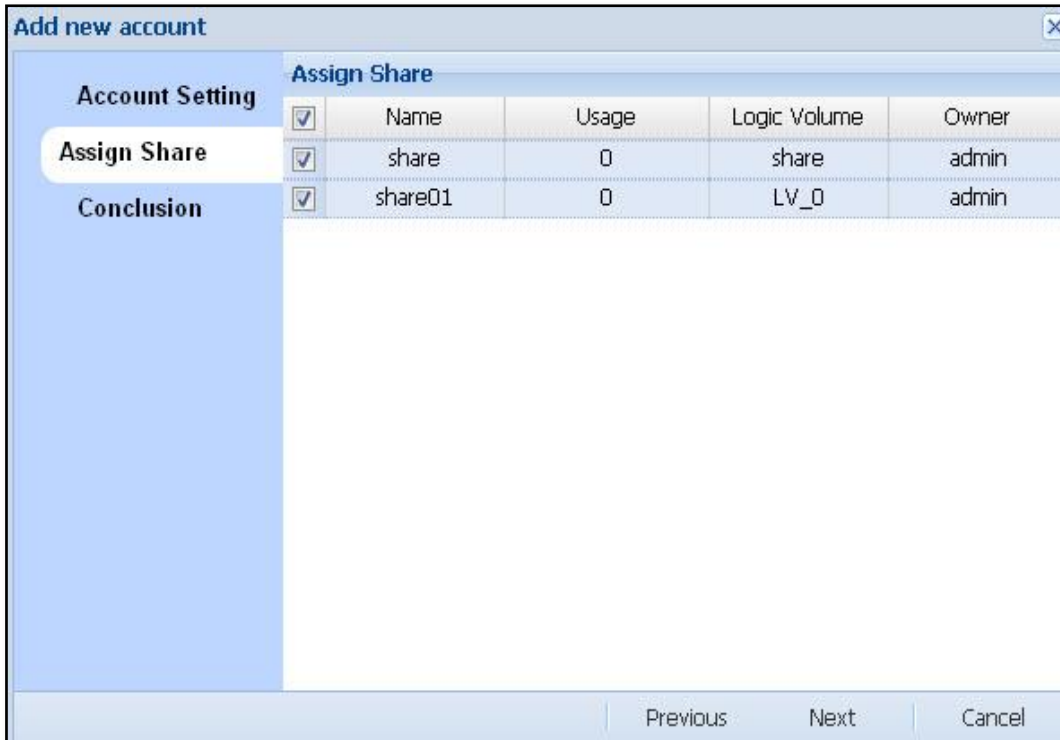 Add new account
Account Setting
Assign Share
Conclusion
Assign Share
Name Usage Logic Volume Owner
share 0 share admin
share01 0 LV_0 admin
Previous Next Cancel